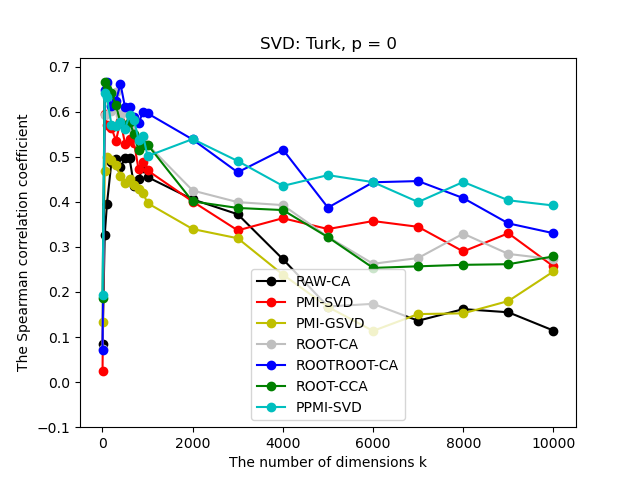 SVD: Turk, p = 0
The Spearman correlation coefficient
0.7
0.6
0.5
0.4
0.3
0.2
0.1
0.0
−0.1
RAW-CA
PMI-SVD
PMI-GSVD
ROOT-CA
ROOTROOT-CA
ROOT-CCA
PPMI-SVD
0 2000 4000 6000 8000 10000
The number of dimensions k